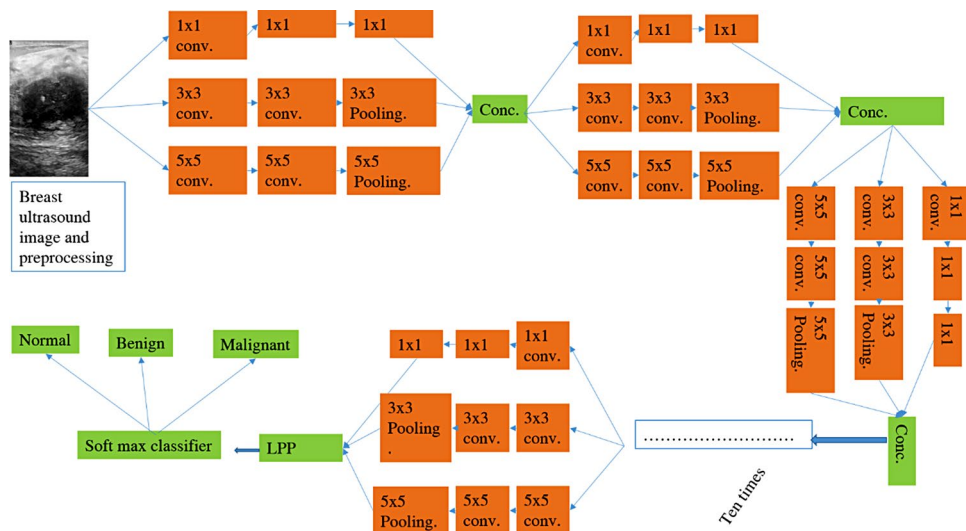 1x1
conv.
1x1
1x1
3x3
conv.
3x3
conv.
3x3
Pooling.
5x5
conv.
5x5
conv.
5x5
Pooling.
Conc.
1x1
conv.
1x1
1x1
3x3
conv.
3x3
conv.
3x3
Pooling.
5x5
conv.
5x5
conv.
5x5
Pooling.
Conc.
Breast
ultrasound
image and
preprocessing
5x5
conv.
5x5
conv.
5x5
Pooling.
3x3
conv.
3x3
conv.
3x3
Pooling.
1x1
conv.
1x1
1x1
Conc.
..........................
Ten times
1x1
conv.
1x1
1x1
3x3
conv.
3x3
conv.
3x3
Pooling
.
5x5
conv.
5x5
conv.
5x5
Pooling.
LPP
Soft max classifier
Normal
Benign
Malignant